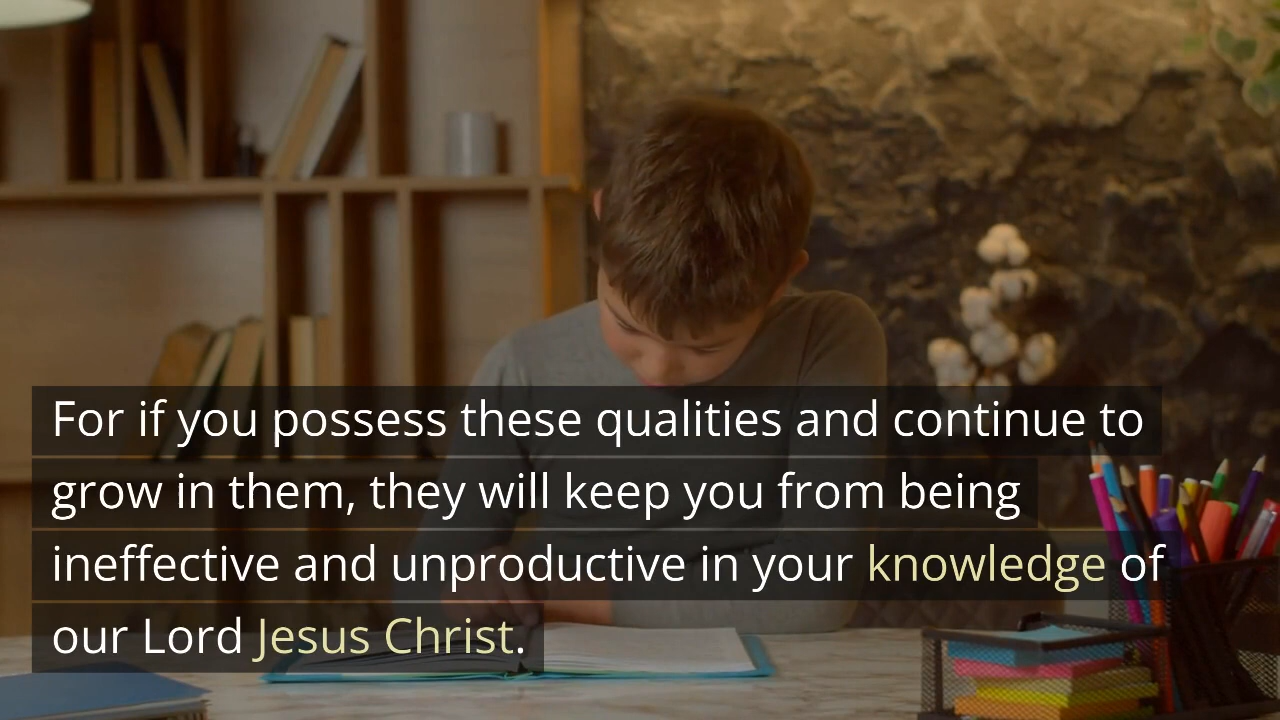 For if you possess these qualities and continue to
grow in them, they will keep you from being
ineffective and unproductive in your knowledge of
our Lord Jesus Christ.